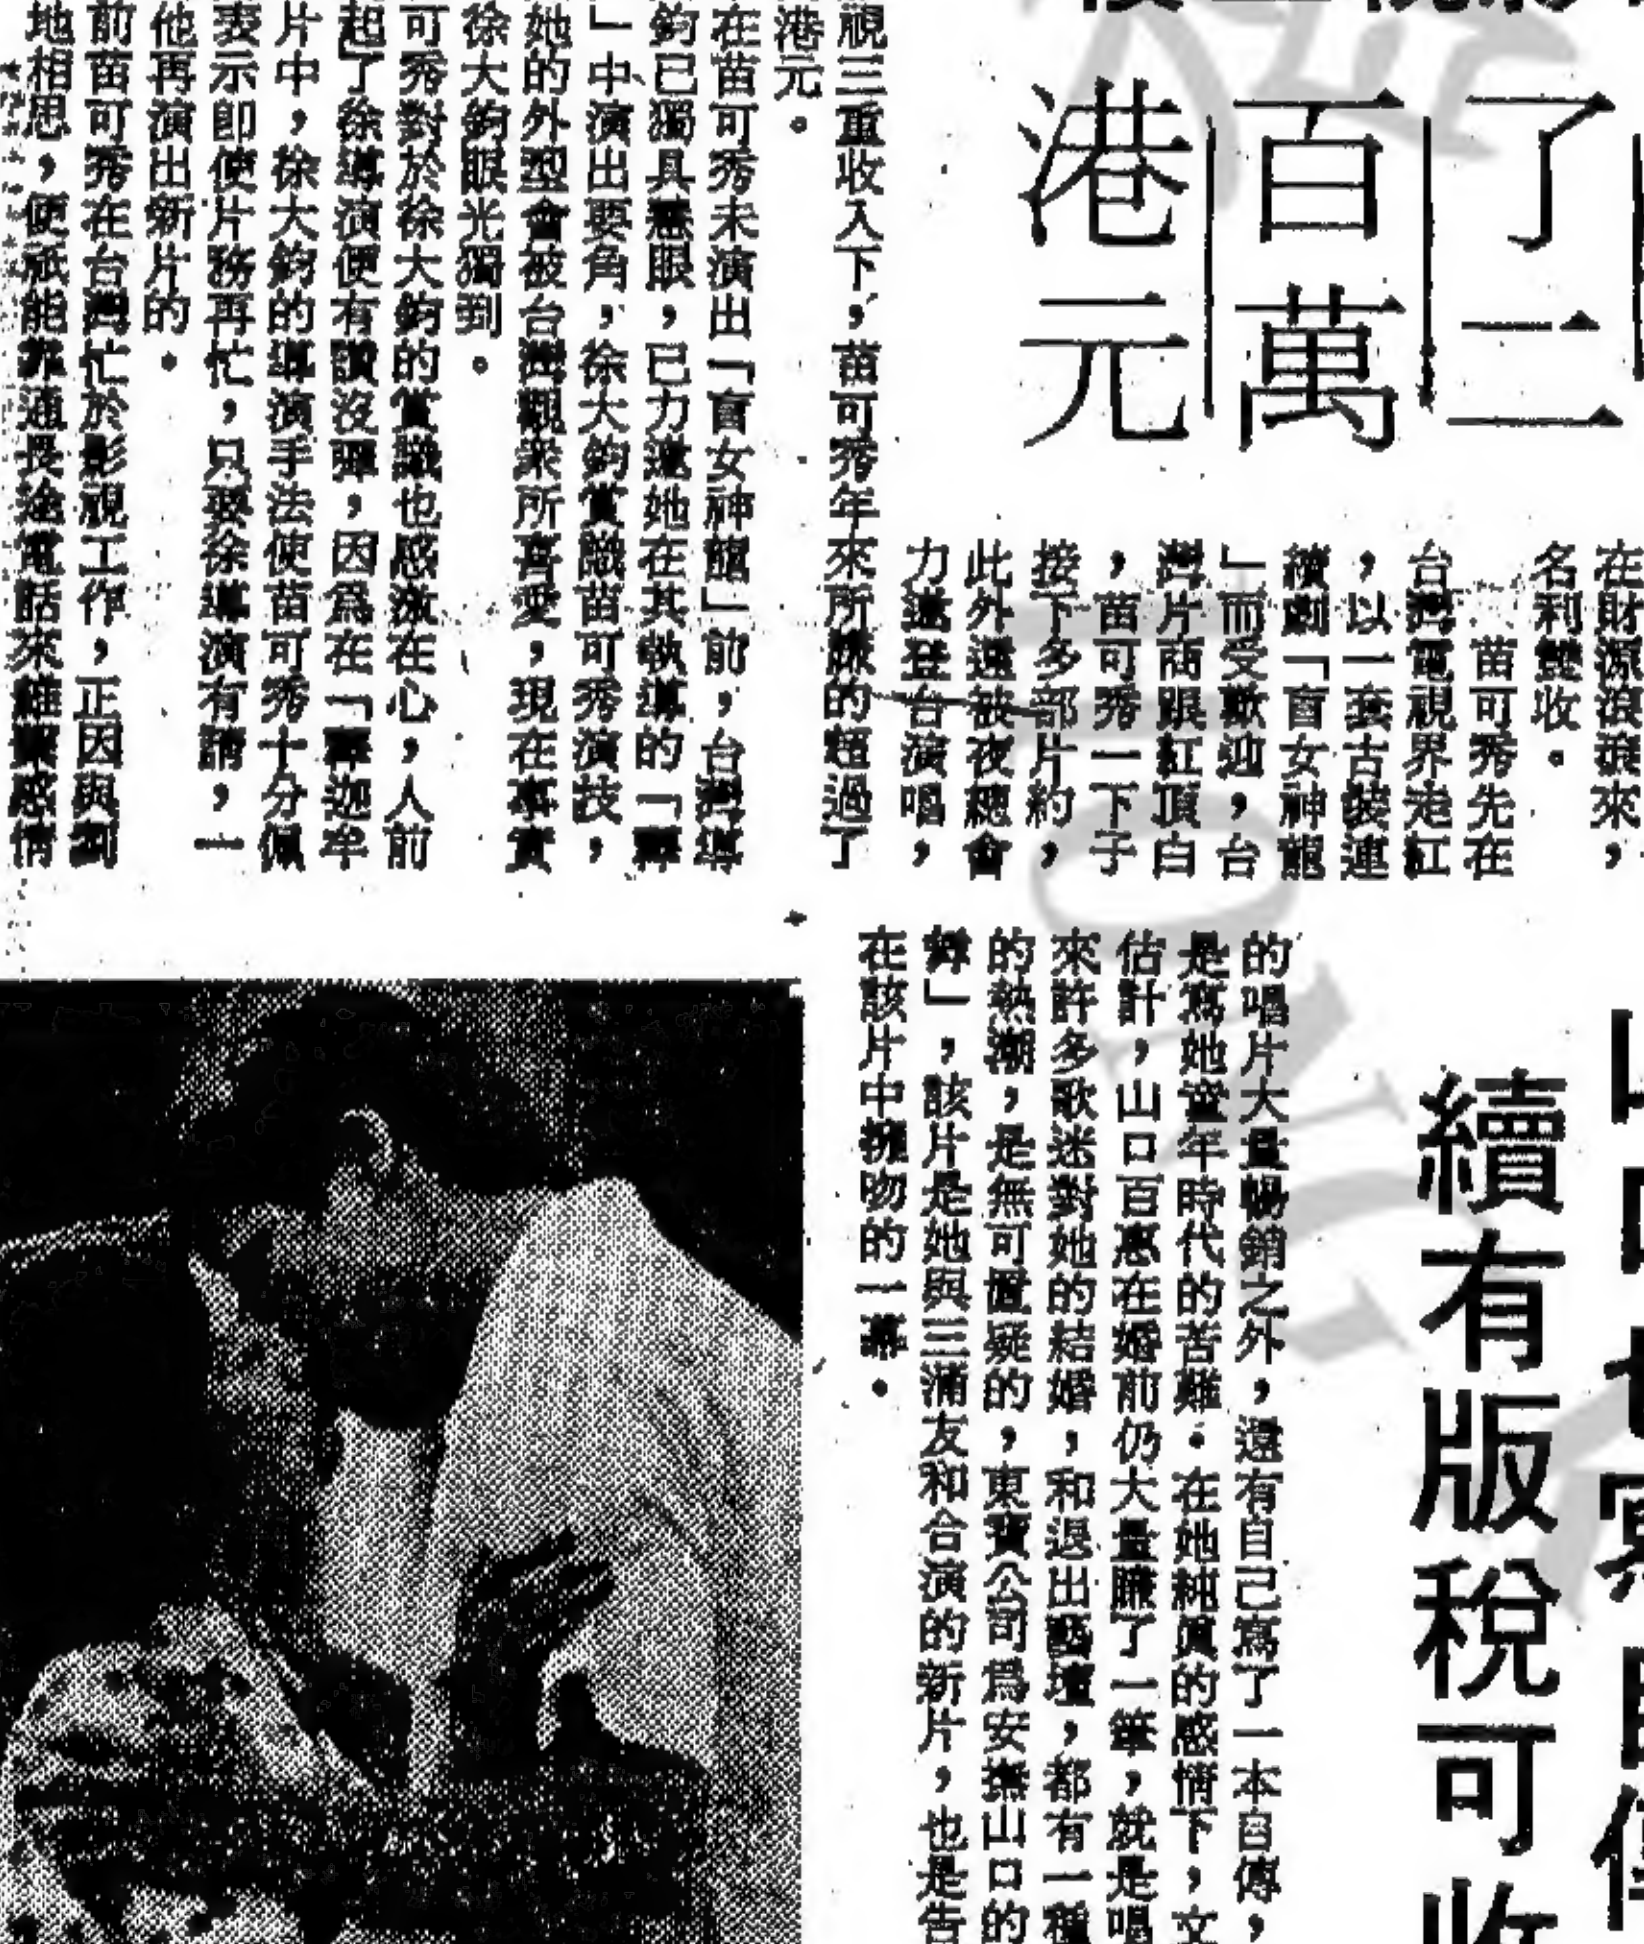 了二
百萬
港元
在財源滾滾來，
名利雙收。
苗可秀先在
台灣電視界走紅
，以一套古裝連
續劇「盲女神龍
」而受歡迎，台
灣片商眼紅頂白
，苗可秀一下子
接下多部片約，
此外還被夜總會
力邀登台演唱，
視三重收入下，苗可秀年來所賺的超過了
港元。
在苗可秀未演出「盲女神龍」前，台灣導
鈞已獨具慧眼，已力邀她在其執導的「釋
」中演出要角，徐大鈞賞識苗可秀演技，
她的外型會被台灣觀衆所喜愛，現在事實
徐大鈞眼光獨到。
可秀對於徐大鈞的賞識也感激在心，人前
起了徐導演便有讚沒彈，因爲在「釋迦牟
片中，徐大鈞的導演手法使苗可秀十分佩
表示卽使片務再忙，只要徐導演有請，一
他再演出新片的。
前苗可秀在台灣忙於影視工作，正因與劉
地相思，便祇能靠通長途電話來維繫感情
續有版稅可收
的唱片大量暢銷之外，還有自己寫了一本自傳，
是寫她童年時代的苦難。在她純眞的感情下，文
估計，山口百惠在婚前仍大量賺了一筆，就是唱
來許多歌迷對她的結婚，和退出藝壇，都有一種
的熱潮，是無可置疑的，東寶公司爲安撫山口的
」，該片是她與三浦友和合演的新片，也是告
在該片中擁吻的一幕。